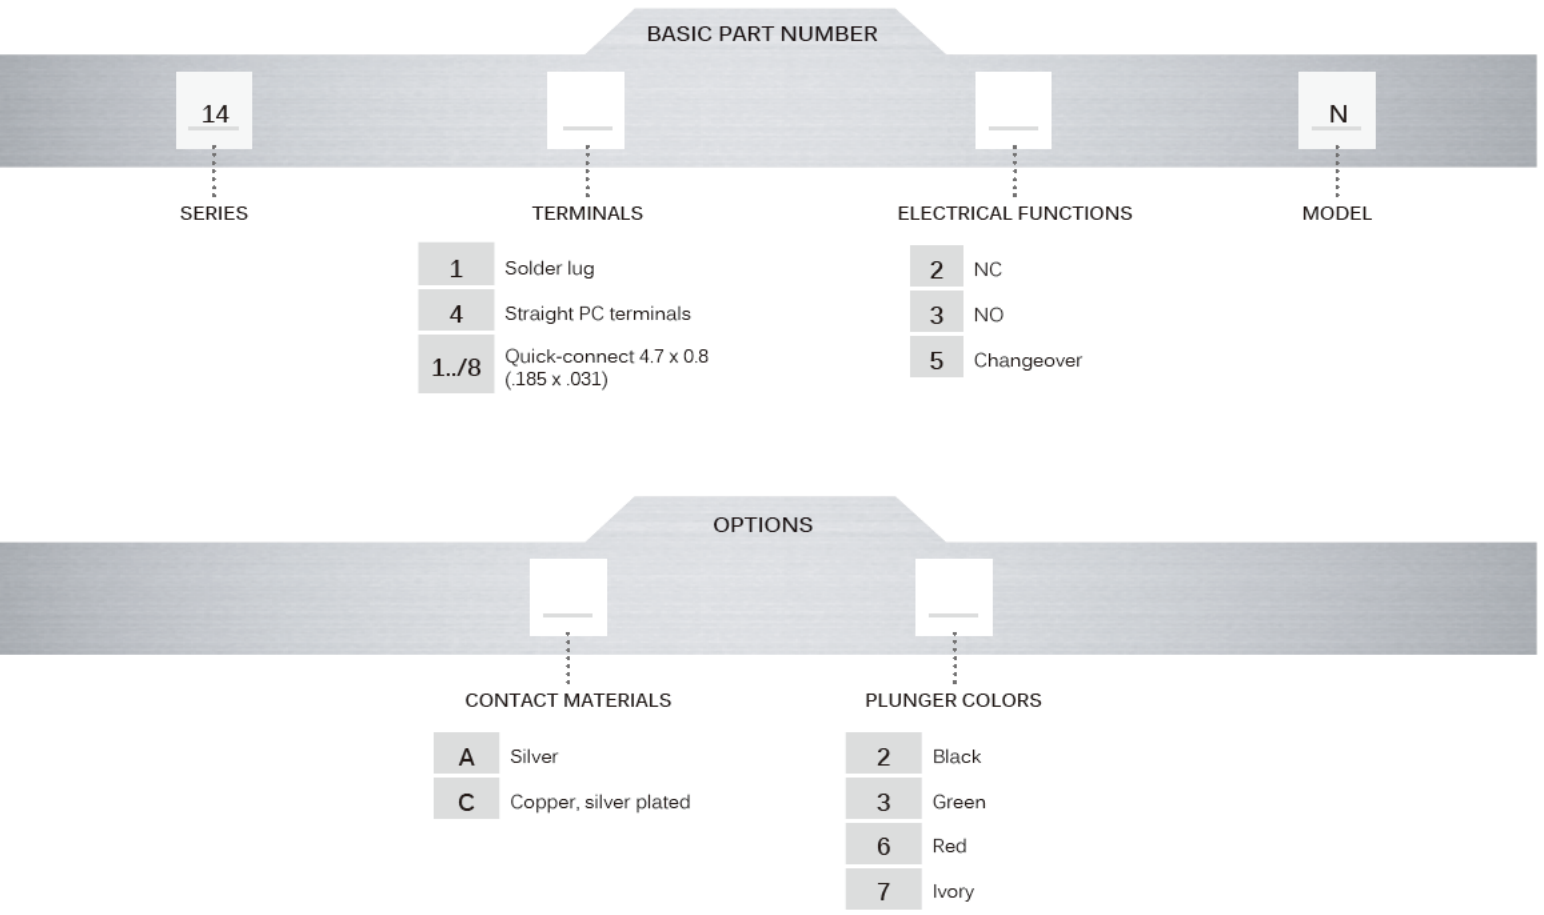 BASIC PART NUMBER
14 N
SERIES TERMINALS ELECTRICAL FUNCTIONS MODEL
1 Solder lug
4 Straight PC terminals
1../8 Quick-connect 4.7 x 0.8
(.185 x .031)
2 NC
3 NO
5 Changeover
OPTIONS
CONTACT MATERIALS PLUNGER COLORS
A Silver
C Copper, silver plated
2 Black
3 Green
6 Red
7 Ivory